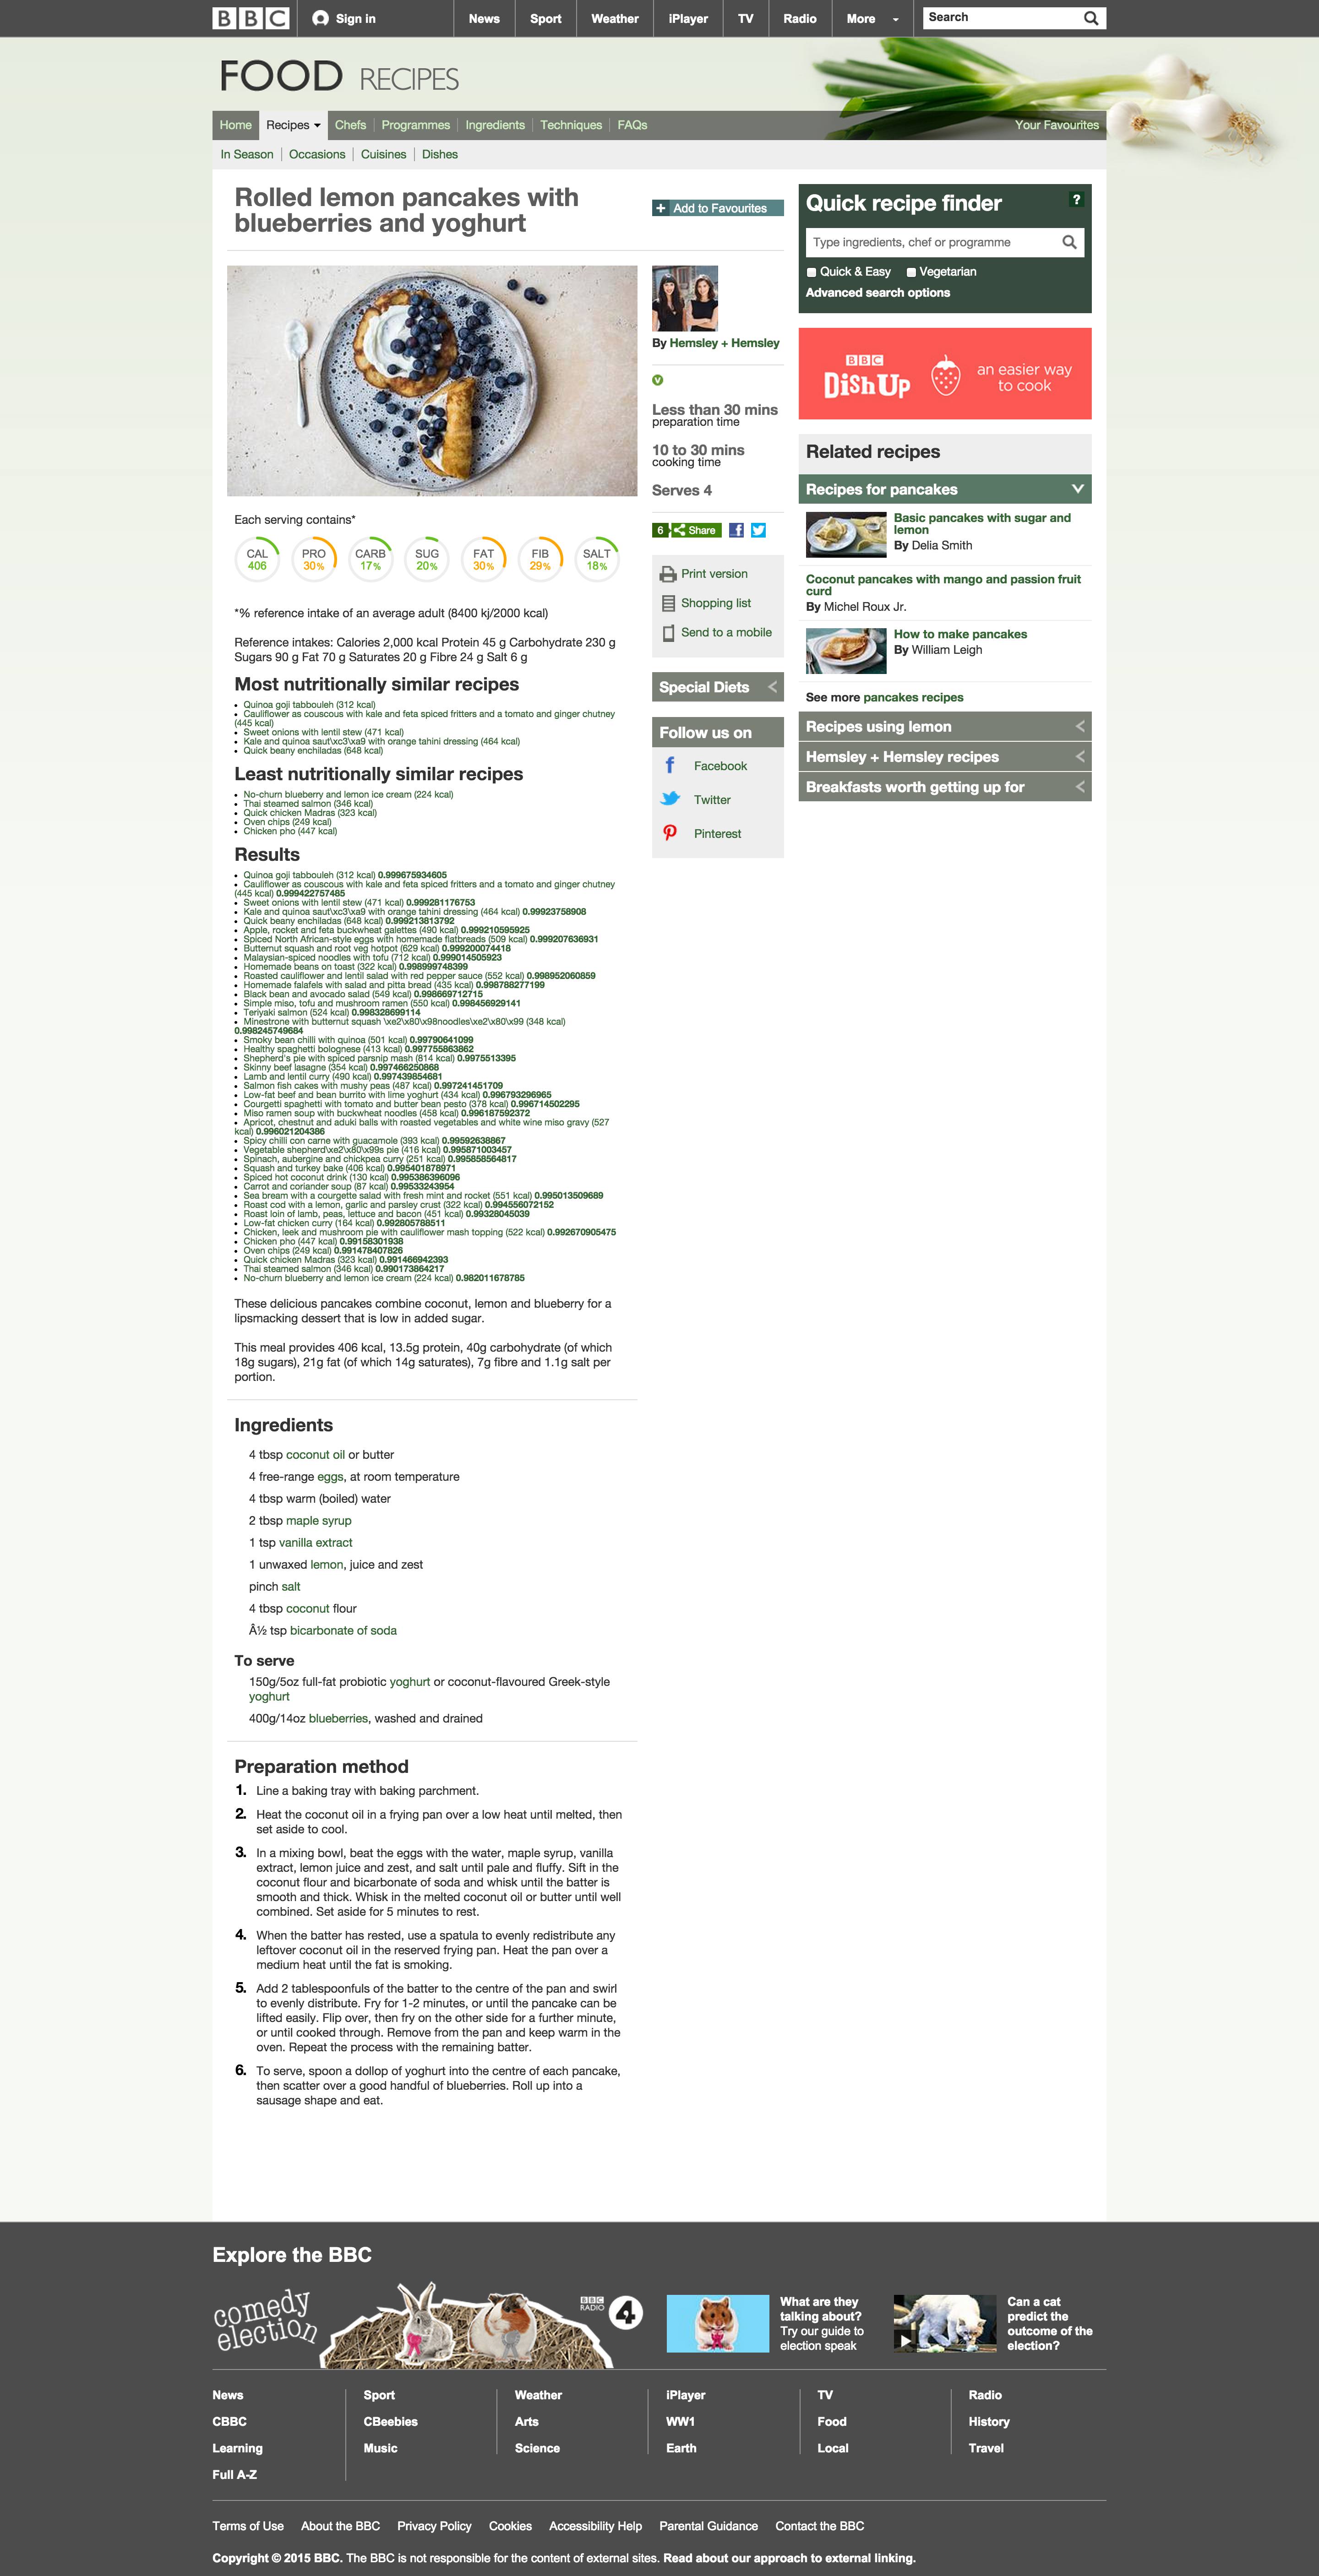 BBC
Sign in
News
Sport
Weather
iPlayer
TV
Radio
More
Search
FOOD RECIPES
Home
Recipes
Chefs
Programmes
Ingredients
Techniques
FAQs
Your Favourites
In Season
Occasions
Cuisines
Dishes
Rolled lemon pancakes with
blueberries and yoghurt
Each serving contains*
CAL
406
PRO
30%
CARB
17%
SUG
20%
FAT
30%
FIB
29%
SALT
18%
*% reference intake of an average adult (8400 kj/2000 kcal)
Reference intakes: Calories 2,000 kcal Protein 45 g Carbohydrate 230 g
Sugars 90 g Fat 70 g Saturates 20 g Fibre 24 g Salt 6 g
Most nutritionally similar recipes
Quinoa goji tabbouleh (312 kcal)
Cauliflower as couscous with kale and feta spiced fritters and a tomato and ginger chutney
(445 kcal)
Sweet onions with lentil stew (471 kcal)
Kale and quinoa saut\xc3\xa9 with orange tahini dressing (464 kcal)
Quick beany enchiladas (648 kcal)
Least nutritionally similar recipes
No-churn blueberry and lemon ice cream (224 kcal)
Thai steamed salmon (346 kcal)
Quick chicken Madras (323 kcal)
Oven chips (249 kcal)
Chicken pho (447 kcal)
Results
Quinoa goji tabbouleh (312 kcal) 0.999675934605
Cauliflower as couscous with kale and feta spiced fritters and a tomato and ginger chutney
(445 kcal) 0.999422757485
Sweet onions with lentil stew (471 kcal) 0.999281176753
Kale and quinoa saut\xc3\xa9 with orange tahini dressing (464 kcal) 0.99923758908
Quick beany enchiladas (648 kcal) 0.999213813792
Apple, rocket and feta buckwheat galettes (490 kcal) 0.999210595925
Spiced North African-style eggs with homemade flatbreads (509 kcal) 0.999207636931
Butternut squash and root veg hotpot (629 kcal) 0.999200074418
Malaysian-spiced noodles with tofu (712 kcal) 0.999014505923
Homemade beans on toast (322 kcal) 0.998999748399
Roasted cauliflower and lentil salad with red pepper sauce (552 kcal) 0.998952060859
Homemade falafels with salad and pitta bread (435 kcal) 0.998788277199
Black bean and avocado salad (549 kcal) 0.998669712715
Simple miso, tofu and mushroom ramen (550 kcal) 0.998456929141
Teriyaki salmon (524 kcal) 0.998328699114
Minestrone with butternut squash \xe2\x80\x98noodles\xe2\x80\x99 (348 kcal)
0.998245749684
Smoky bean chilli with quinoa (501 kcal) 0.99790641099
Healthy spaghetti bolognese (413 kcal) 0.997755863862
Shepherd's pie with spiced parsnip mash (814 kcal) 0.9975513395
Skinny beef lasagne (354 kcal) 0.997466250868
Lamb and lentil curry (490 kcal) 0.997439854681
Salmon fish cakes with mushy peas (487 kcal) 0.997241451709
Low-fat beef and bean burrito with lime yoghurt (434 kcal) 0.996793296965
Courgetti spaghetti with tomato and butter bean pesto (378 kcal) 0.996714502295
Miso ramen soup with buckwheat noodles (458 kcal) 0.996187592372
Apricot, chestnut and aduki balls with roasted vegetables and white wine miso gravy (527
kcal) 0.996021204386
Spicy chilli con carne with guacamole (393 kcal) 0.99592638867
Vegetable shepherd\xe2\x80\x99s pie (416 kcal) 0.995871003457
Spinach, aubergine and chickpea curry (251 kcal) 0.995858564817
Squash and turkey bake (406 kcal) 0.995401878971
Spiced hot coconut drink (130 kcal) 0.995386396096
Carrot and coriander soup (87 kcal) 0.99533243954
Sea bream with a courgette salad with fresh mint and rocket (551 kcal) 0.995013509689
Roast cod with a lemon, garlic and parsley crust (322 kcal) 0.994556072152
Roast loin of lamb, peas, lettuce and bacon (451 kcal) 0.99328045039
Low-fat chicken curry (164 kcal) 0.992805788511
Chicken, leek and mushroom pie with cauliflower mash topping (522 kcal) 0.992670905475
Chicken pho (447 kcal) 0.99158301938
Oven chips (249 kcal) 0.991478407826
Quick chicken Madras (323 kcal) 0.991466942393
Thai steamed salmon (346 kcal) 0.990173864217
No-churn blueberry and lemon ice cream (224 kcal) 0.982011678785
These delicious pancakes combine coconut, lemon and blueberry for a
lipsmacking dessert that is low in added sugar.
This meal provides 406 kcal, 13.5g protein, 40g carbohydrate (of which
18g sugars), 21g fat (of which 14g saturates), 7g fibre and 1.1g salt per
portion.
Ingredients
4 tbsp coconut oil or butter
4 free-range eggs, at room temperature
4 tbsp warm (boiled) water
2 tbsp maple syrup
1 tsp vanilla extract
1 unwaxed lemon, juice and zest
pinch salt
4 tbsp coconut flour
Â½ tsp bicarbonate of soda
To serve
150g/5oz full-fat probiotic yoghurt or coconut-flavoured Greek-style
yoghurt
400g/14oz blueberries, washed and drained
Preparation method
1. Line a baking tray with baking parchment.
2. Heat the coconut oil in a frying pan over a low heat until melted, then
set aside to cool.
3. In a mixing bowl, beat the eggs with the water, maple syrup, vanilla
extract, lemon juice and zest, and salt until pale and fluffy. Sift in the
coconut flour and bicarbonate of soda and whisk until the batter is
smooth and thick. Whisk in the melted coconut oil or butter until well
combined. Set aside for 5 minutes to rest.
4. When the batter has rested, use a spatula to evenly redistribute any
leftover coconut oil in the reserved frying pan. Heat the pan over a
medium heat until the fat is smoking.
5. Add 2 tablespoonfuls of the batter to the centre of the pan and swirl
to evenly distribute. Fry for 1-2 minutes, or until the pancake can be
lifted easily. Flip over, then fry on the other side for a further minute,
or until cooked through. Remove from the pan and keep warm in the
oven. Repeat the process with the remaining batter.
6. To serve, spoon a dollop of yoghurt into the centre of each pancake,
then scatter over a good handful of blueberries. Roll up into a
sausage shape and eat.
+ Add to Favourites
By Hemsley + Hemsley
V
Less than 30 mins
preparation time
10 to 30 mins
cooking time
Serves 4
6 Share
Print version
Shopping list
Send to a mobile
Special Diets
Follow us on
Facebook
Twitter
Pinterest
Quick recipe finder
?
Type ingredients, chef or programme
Quick & Easy
Vegetarian
Advanced search options
BBC
Dish Up
an easier way
to cook
Related recipes
Recipes for pancakes
Basic pancakes with sugar and
lemon
By Delia Smith
Coconut pancakes with mango and passion fruit
curd
By Michel Roux Jr.
How to make pancakes
By William Leigh
See more pancakes recipes
Recipes using lemon
Hemsley + Hemsley recipes
Breakfasts worth getting up for
Explore the BBC
comedy
election
BBC
RADIO
4
What are they
talking about?
Try our guide to
election speak
Can a cat
predict the
outcome of the
election?
News
Sport
Weather
iPlayer
TV
Radio
CBBC
CBeebies
Arts
WW1
Food
History
Learning
Music
Science
Earth
Local
Travel
Full A-Z
Terms of Use
About the BBC
Privacy Policy
Cookies
Accessibility Help
Parental Guidance
Contact the BBC
Copyright © 2015 BBC. The BBC is not responsible for the content of external sites. Read about our approach to external linking.